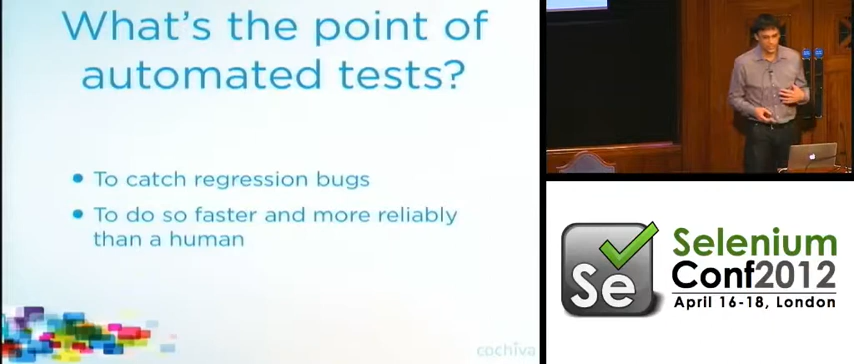 What's the point of
automated tests?
To catch regression bugs
To do so faster and more reliably
than a human
cochiva
Se
Selenium
Conf2012
April 16-18, London